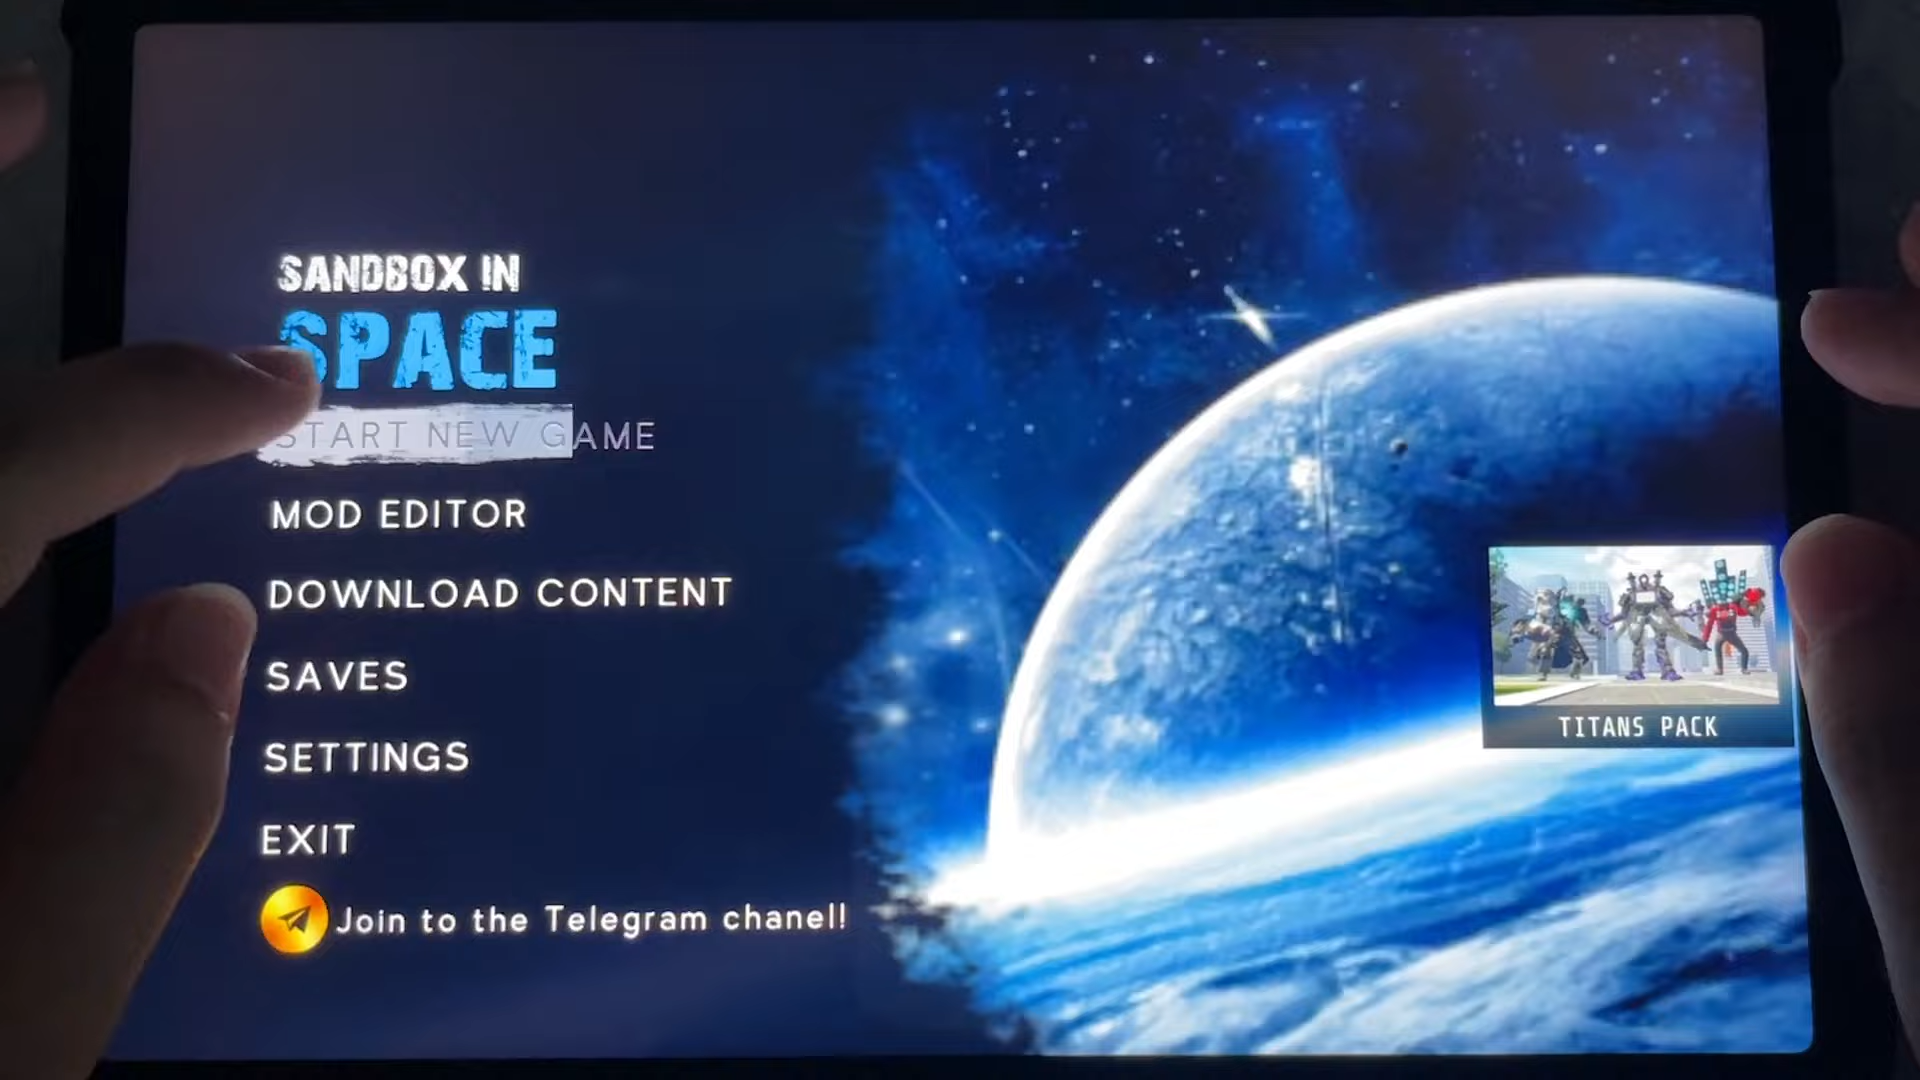 SANDBOX IN
SPACE
START NEW GAME
MOD EDITOR
DOWNLOAD CONTENT
SAVES
SETTINGS
EXIT
Join to the Telegram chanel!
TITANS PACK